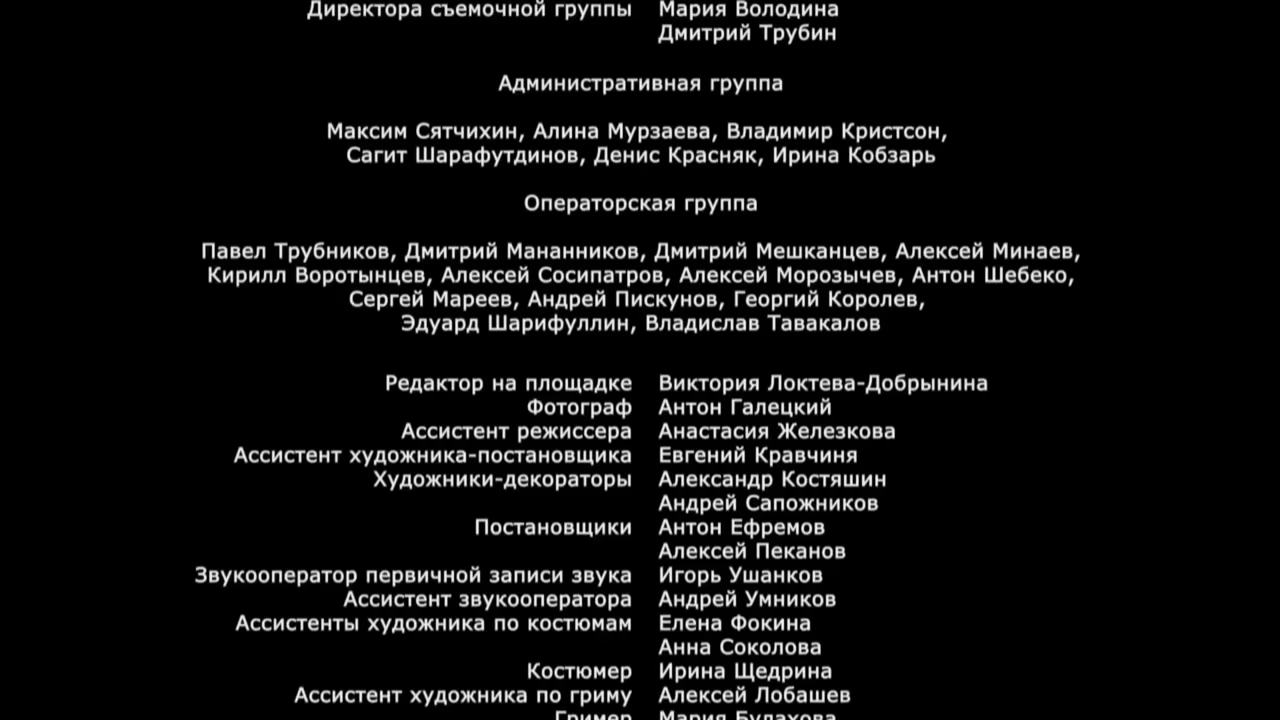 Директора съемочной группы Мария Володина
Дмитрий Трубин
Административная группа
Максим Сятчихин, Алина Мурзаева, Владимир Кристсон,
Сагит Шарафутдинов, Денис Красняк, Ирина Кобзарь
Операторская группа
Павел Трубников, Дмитрий Мананников, Дмитрий Мешканцев, Алексей Минаев,
Кирилл Воротынцев, Алексей Сосипатров, Алексей Морозычев, Антон Шебеко,
Сергей Мареев, Андрей Пискунов, Георгий Королев,
Эдуард Шарифуллин, Владислав Тавакалов
Редактор на площадке Виктория Локтева-Добрынина
Фотограф Антон Галецкий
Ассистент режиссера Анастасия Железкова
Ассистент художника-постановщика Евгений Кравчиня
Художники-декораторы Александр Костяшин
Андрей Сапожников
Постановщики Антон Ефремов
Алексей Пеканов
Звукооператор первичной записи звука Игорь Ушанков
Ассистент звукооператора Андрей Умников
Ассистенты художника по костюмам Елена Фокина
Анна Соколова
Костюмер Ирина Щедрина
Ассистент художника по гриму Алексей Лобашев
Гример Мария Булахова